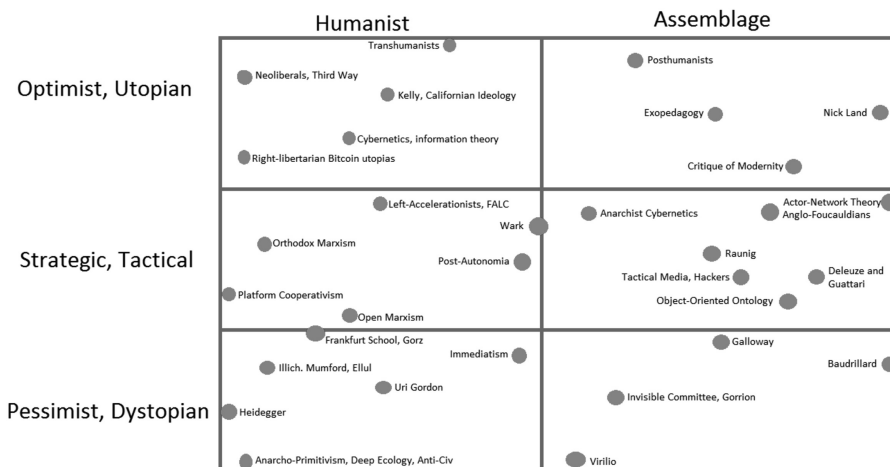 Humanist
Assemblage
Optimist, Utopian
Transhumanists
Posthumanists
Neoliberals, Third Way
Kelly, Californian Ideology
Exopedagogy
Nick Land
Cybernetics, information theory
Right-libertarian Bitcoin utopias
Critique of Modernity
Strategic, Tactical
Left-Accelerationists, FALC
Wark
Anarchist Cybernetics
Actor-Network Theory
Anglo-Foucauldians
Orthodox Marxism
Post-Autonomia
Raunig
Tactical Media, Hackers
Deleuze and
Guattari
Platform Cooperativism
Object-Oriented Ontology
Open Marxism
Pessimist, Dystopian
Frankfurt School, Gorz
Immediatism
Galloway
Illich. Mumford, Ellul
Baudrillard
Uri Gordon
Invisible Committee, Gorrion
Heidegger
Anarcho-Primitivism, Deep Ecology, Anti-Civ
Virilio